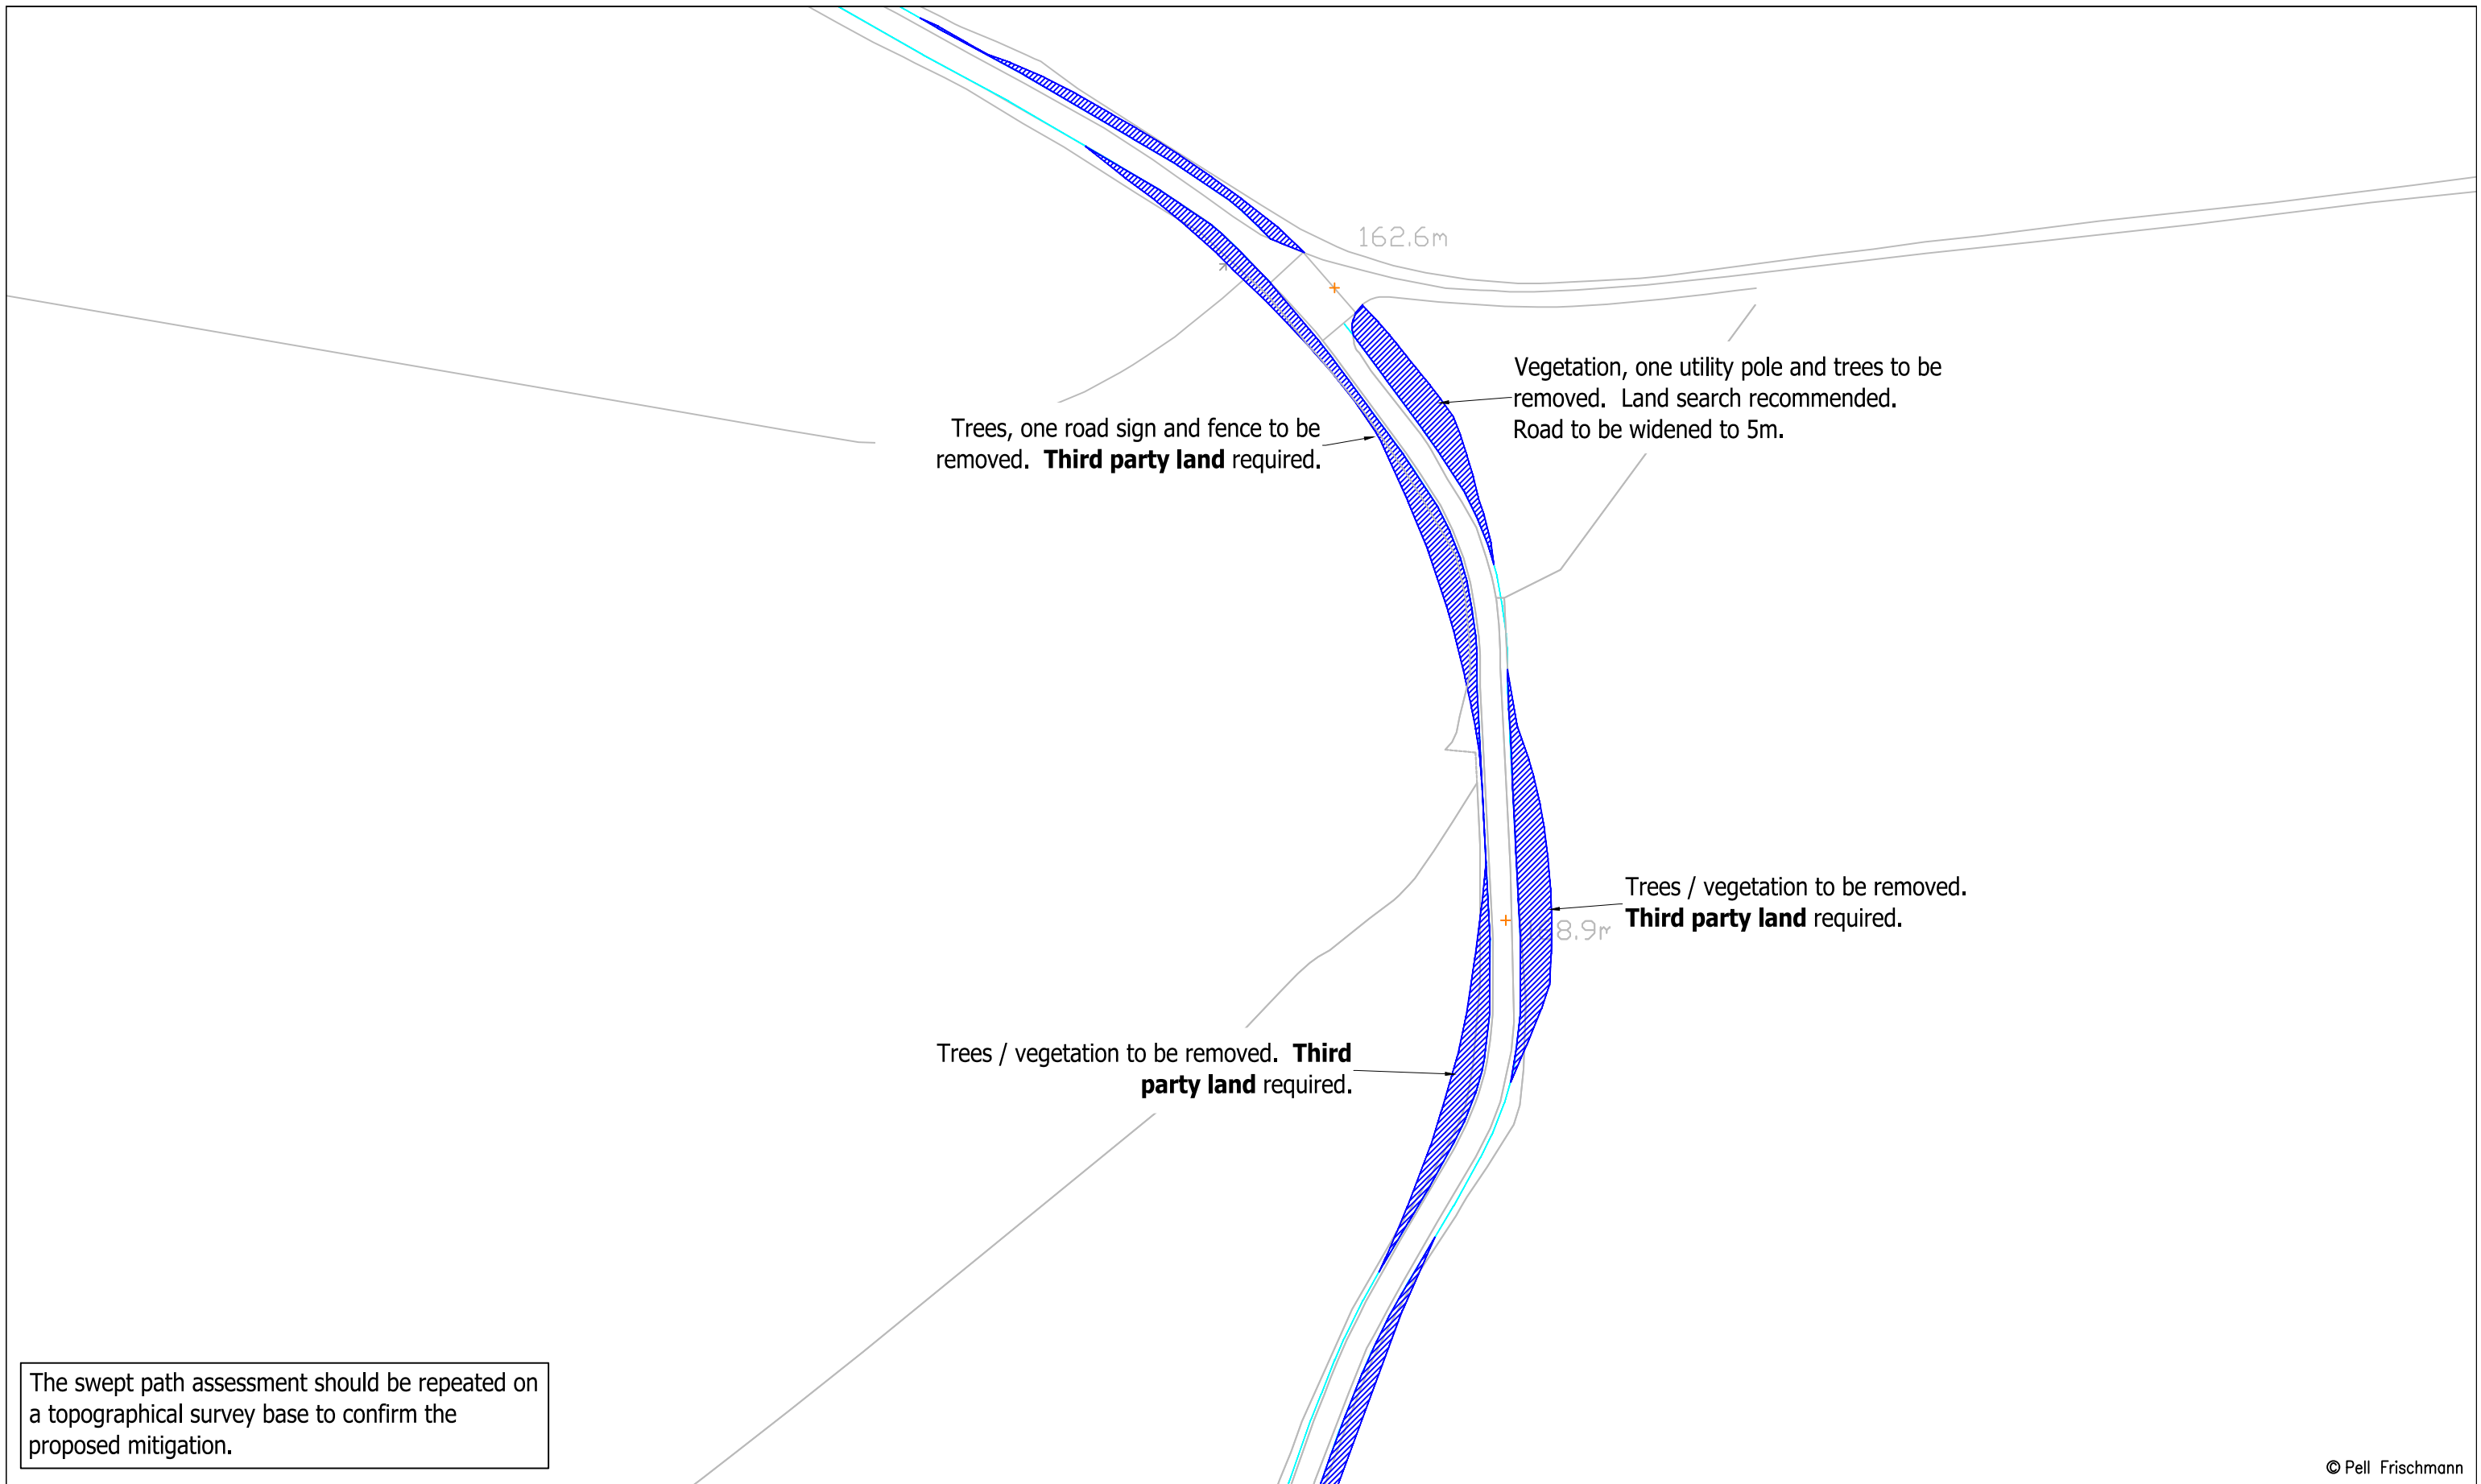 162.6m
Vegetation, one utility pole and trees to be
removed. Land search recommended.
Road to be widened to 5m.
Trees, one road sign and fence to be
removed. Third party land required.
Trees / vegetation to be removed.
Third party land required.
8.9m
Trees / vegetation to be removed. Third
party land required.
The swept path assessment should be repeated on
a topographical survey base to confirm the
proposed mitigation.
© Pell Frischmann